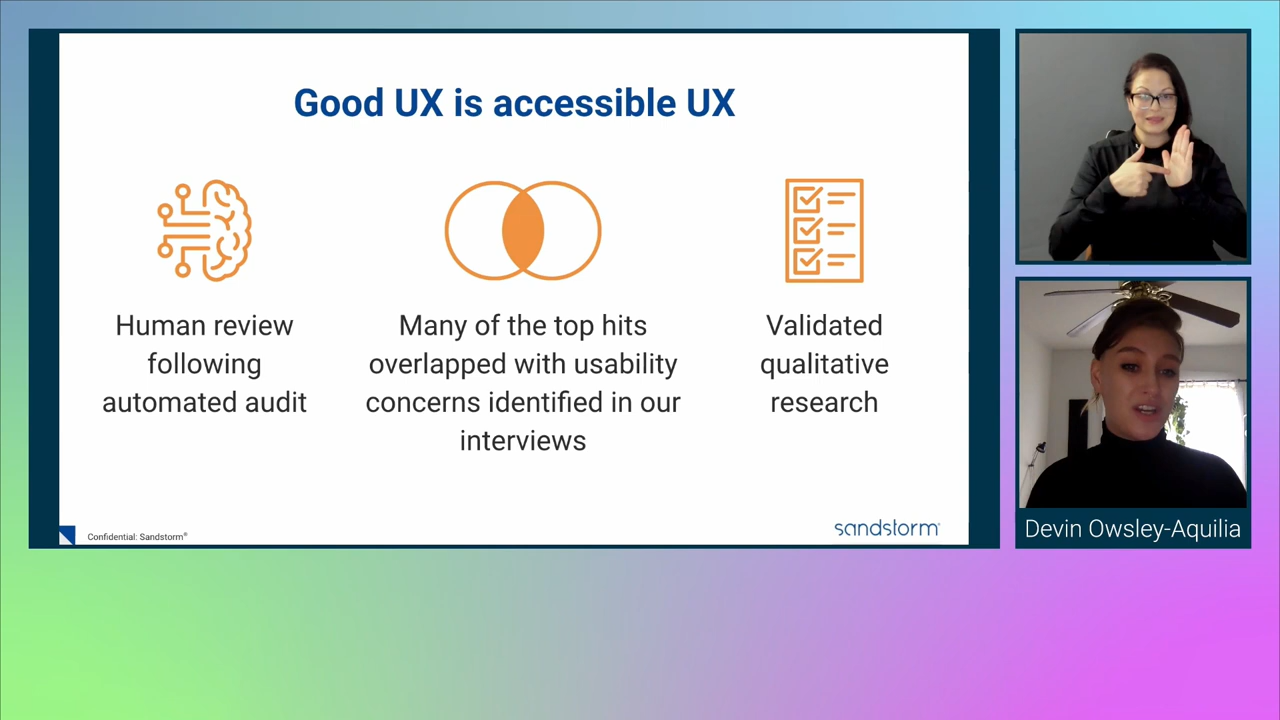 Good UX is accessible UX
Human review
following
automated audit
Many of the top hits
overlapped with usability
concerns identified in our
interviews
Validated
qualitative
research
Confidential: Sandstorm®
sandstorm®
Devin Owsley-Aquilia